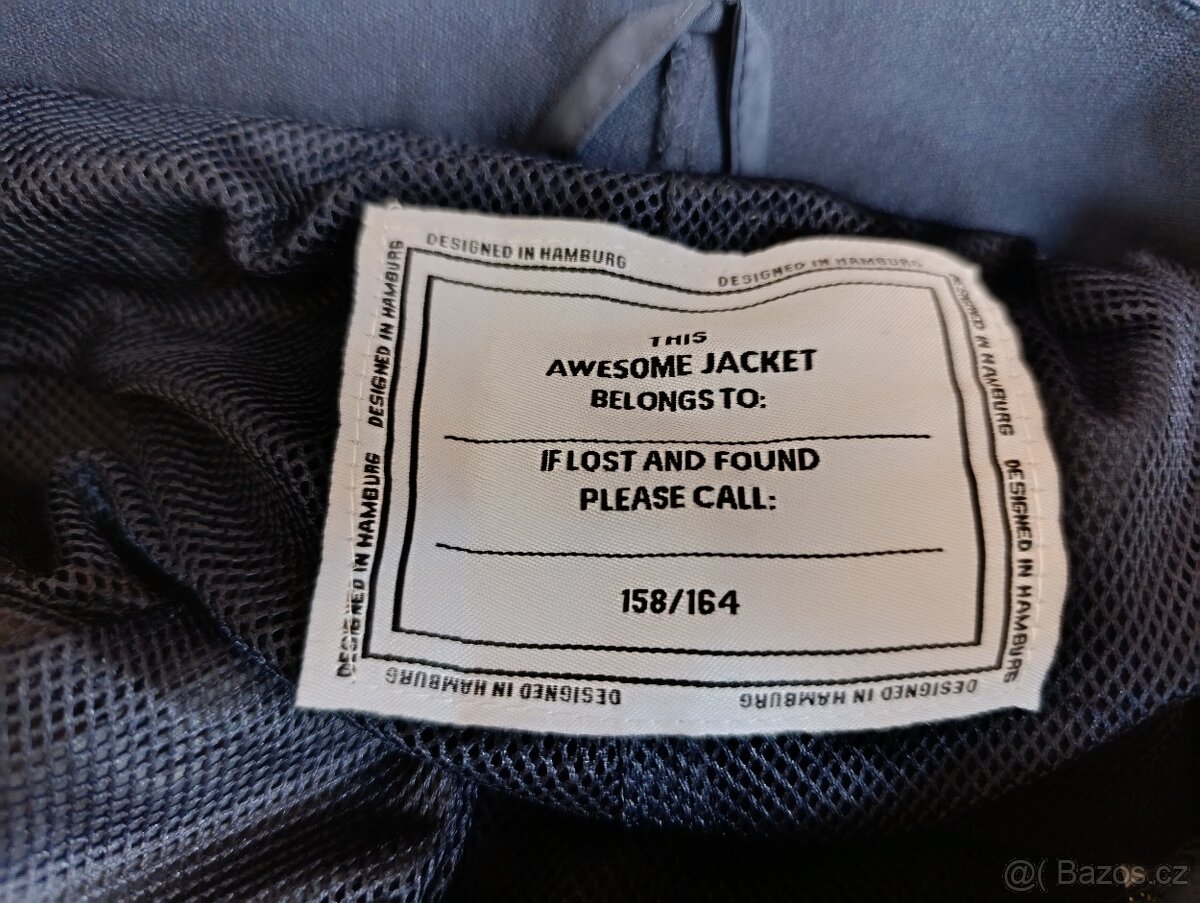 DESIGNED IN HAMBURG DESIGNED IN HAMBURG
DESIGNED IN HAMBURG DESIGNED IN HAMBURG
DESIGNED IN HAMBURG DESIGNED IN HAMBURG
THIS
AWESOME JACKET
BELONGS TO:
IF LOST AND FOUND
PLEASE CALL:
158/164
DESIGNED IN HAMBURG DESIGNED IN HAMBURG
@( Bazos.cz